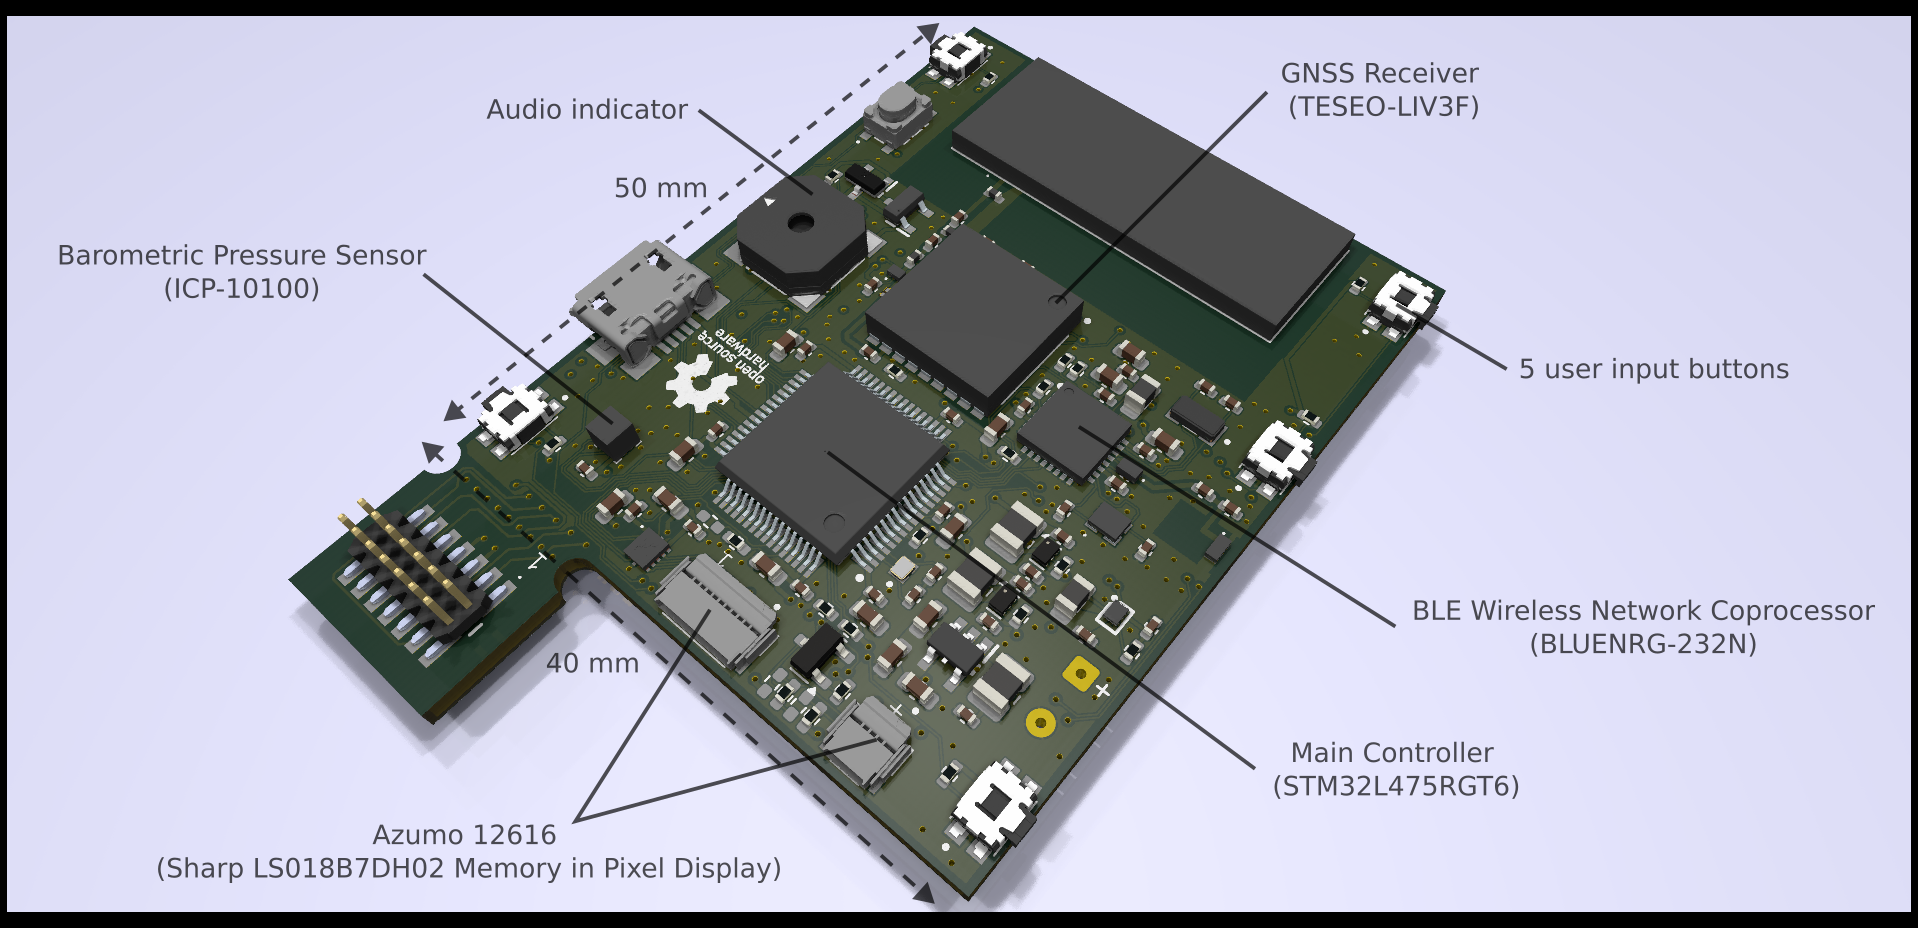 GNSS Receiver
(TESEO-LIV3F)
Audio indicator
50 mm
Barometric Pressure Sensor
(ICP-10100)
open source
hardware
5 user input buttons
1
BLE Wireless Network Coprocessor
(BLUENRG-232N)
40 mm
+
Main Controller
(STM32L475RGT6)
Azumo 12616
(Sharp LS018B7DH02 Memory in Pixel Display)